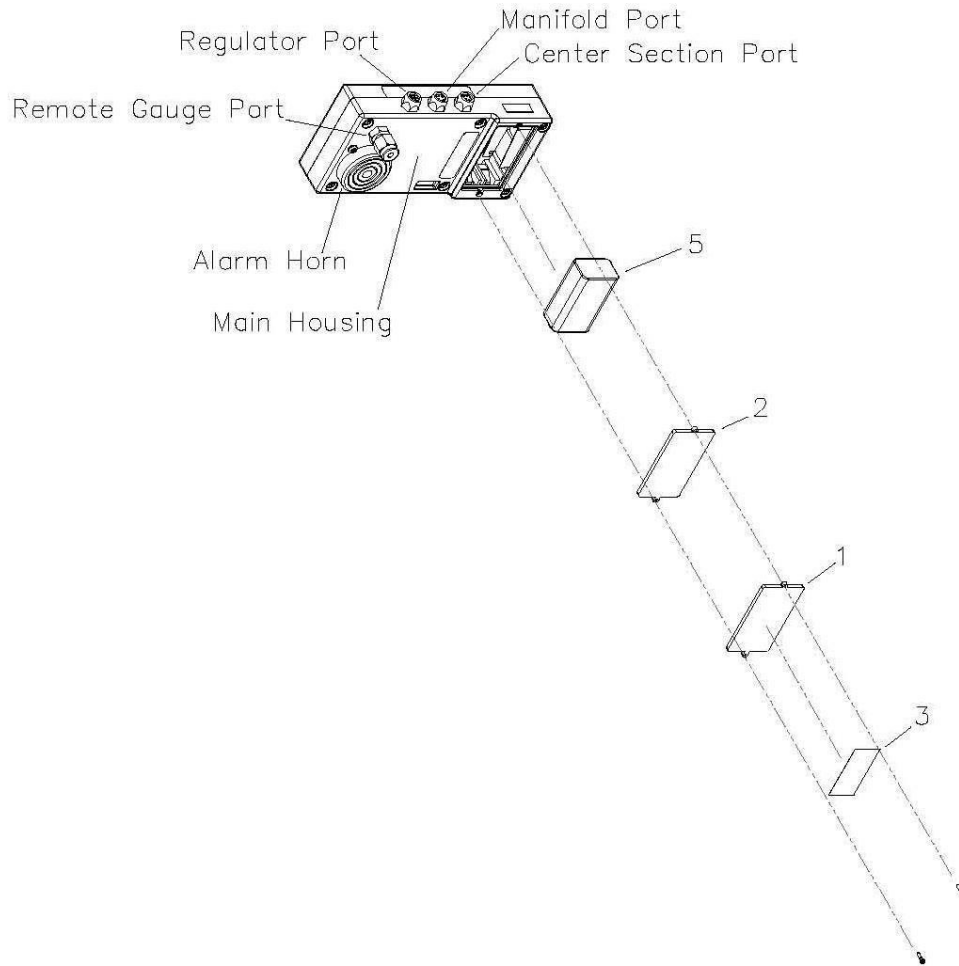 Manifold Port
Regulator Port
Center Section Port
Remote Gauge Port
Alarm Horn
Main Housing
5
2
1
3